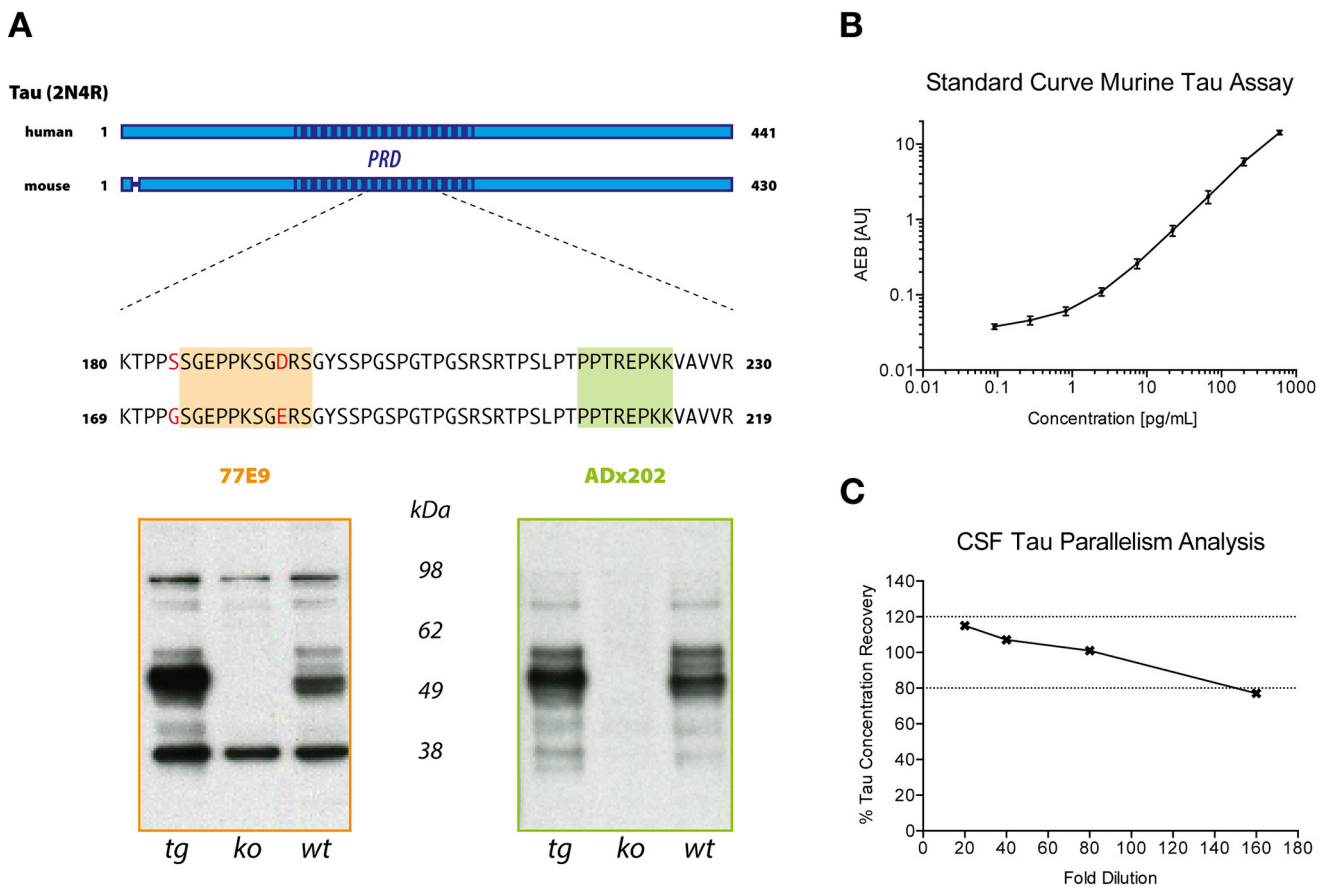 A
Tau (2N4R)
human 1 441
PRD
mouse 1 430
180 KTPPSSGEPPKSGDRSGYSSPGSPGTPGSRSRTPSLPTPPTREPKKVAVVR 230
169 KTPPGSGEPPKSGERSGYSSPGSPGTPGSRSRTPSLPTPPTREPKKVAVVR 219
77E9 ADx202
kDa
98
62
49
38
tg ko wt tg ko wt
B
Standard Curve Murine Tau Assay
AEB [AU]
10
1
0.1
0.01
0.01 0.1 1 10 100 1000
Concentration [pg/mL]
C
CSF Tau Parallelism Analysis
% Tau Concentration Recovery
140
120
100
80
60
40
20
0
0 20 40 60 80 100 120 140 160 180
Fold Dilution